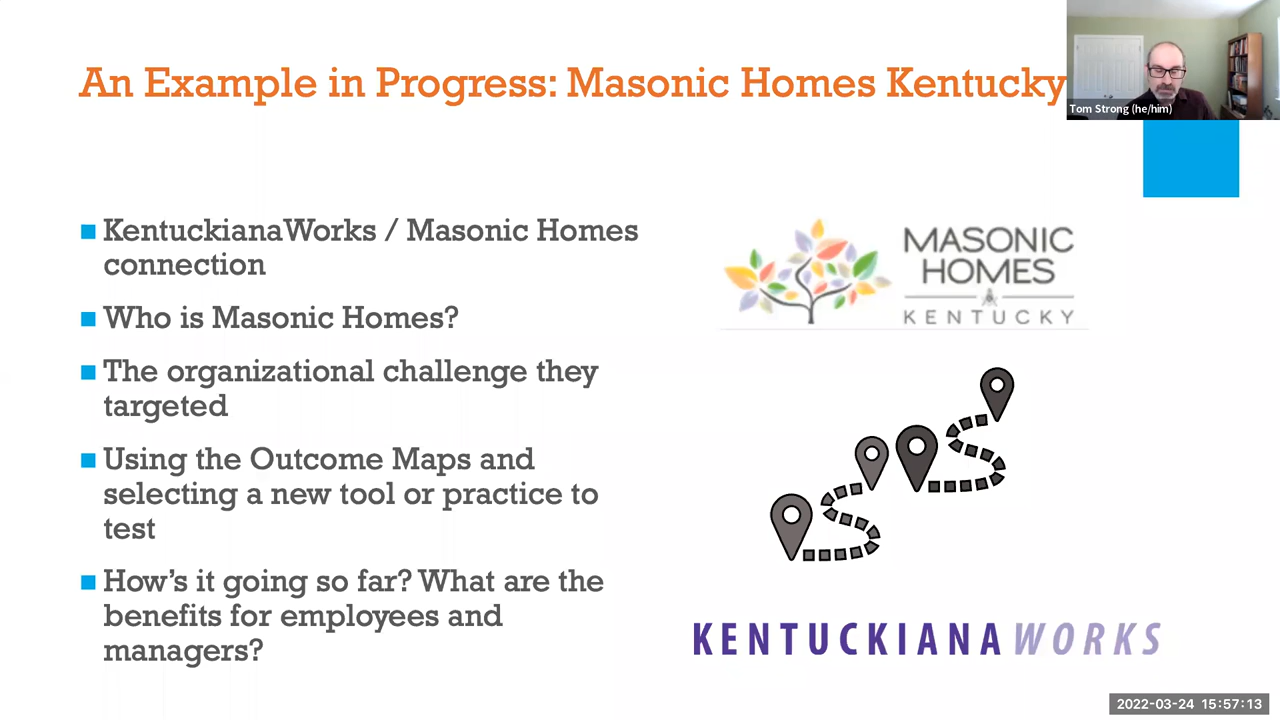 An Example in Progress: Masonic Homes Kentucky
Tom Strong (he/him)
KentuckianaWorks / Masonic Homes
connection
Who is Masonic Homes?
The organizational challenge they
targeted
Using the Outcome Maps and
selecting a new tool or practice to
test
How's it going so far? What are the
benefits for employees and
managers?
MASONIC
HOMES
KENTUCKY
KENTUCKIANAWORKS
2022-03-24 15:57:13